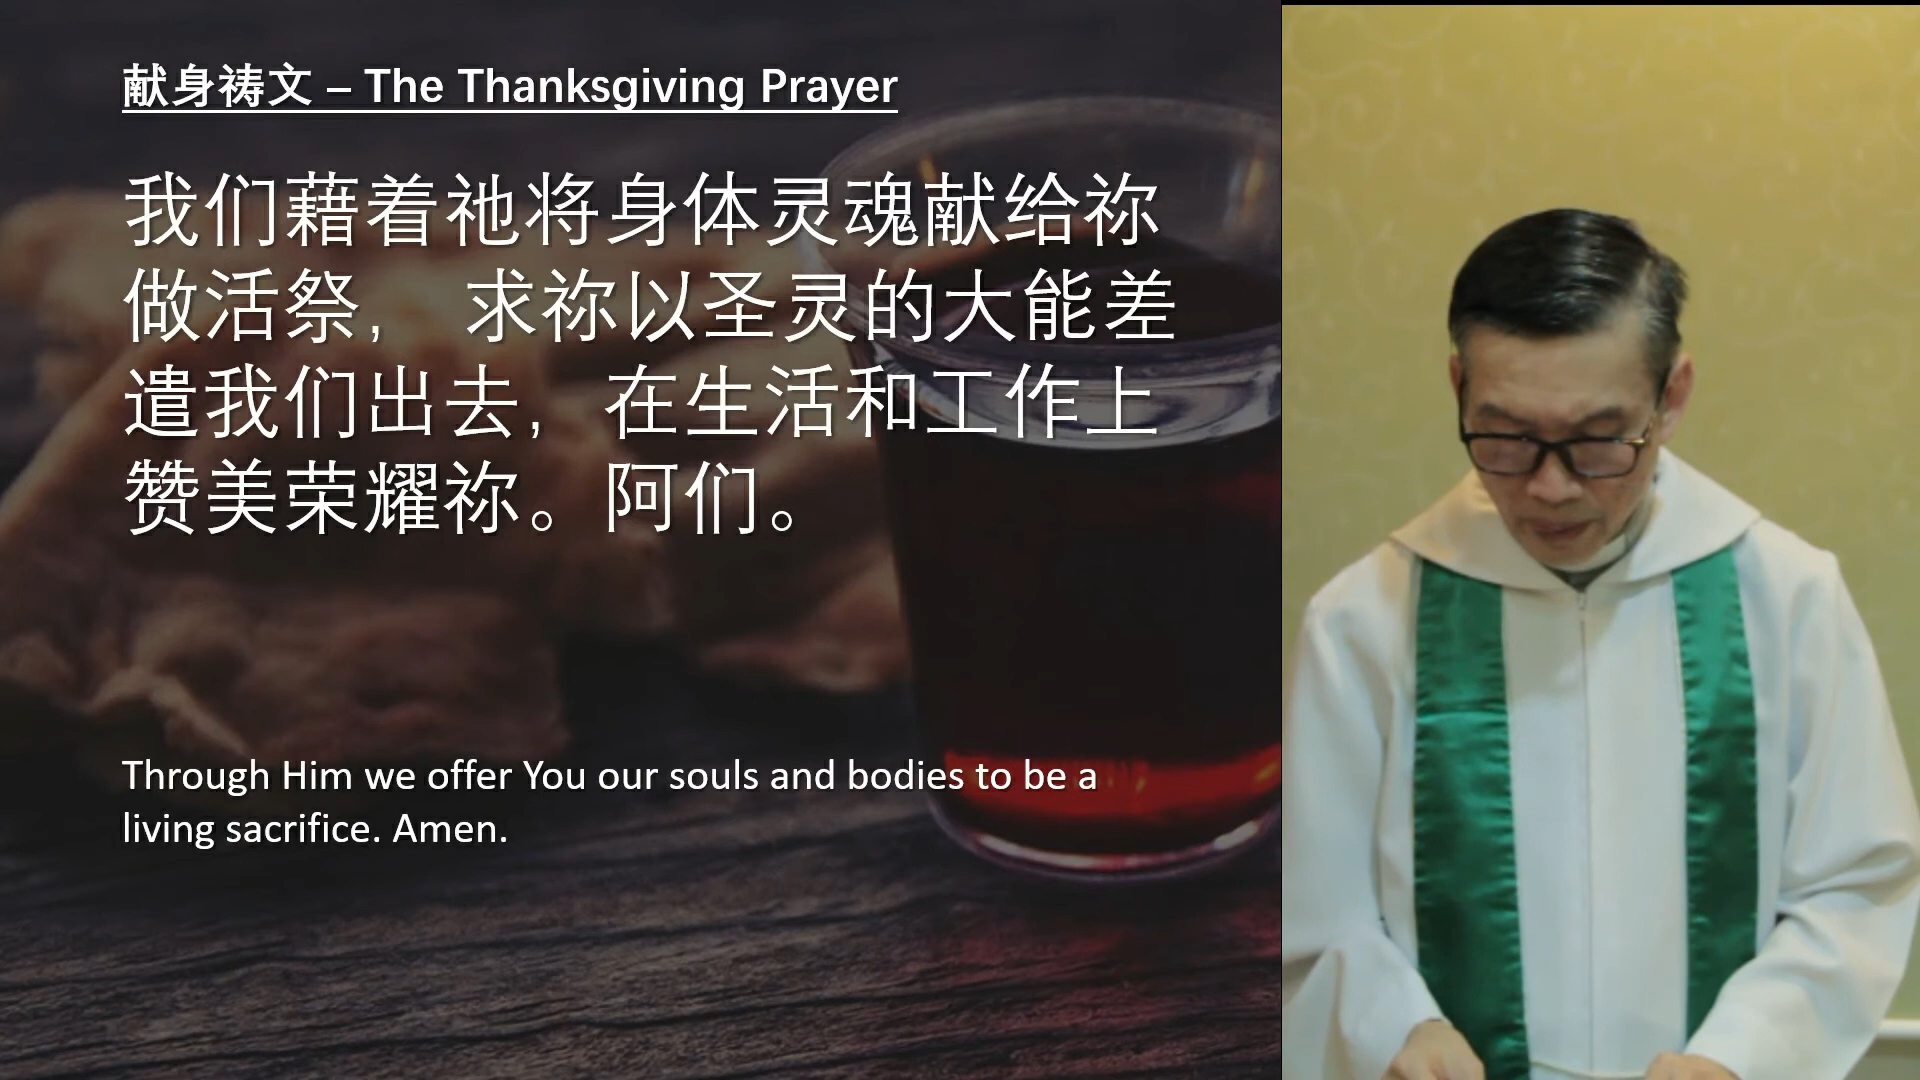 献身祷文 – The Thanksgiving Prayer
我们藉着祂将身体灵魂献给祢
做活祭， 求祢以圣灵的大能差
遣我们出去，在生活和工作上
赞美荣耀祢。阿们。
Through Him we offer You our souls and bodies to be a
living sacrifice. Amen.